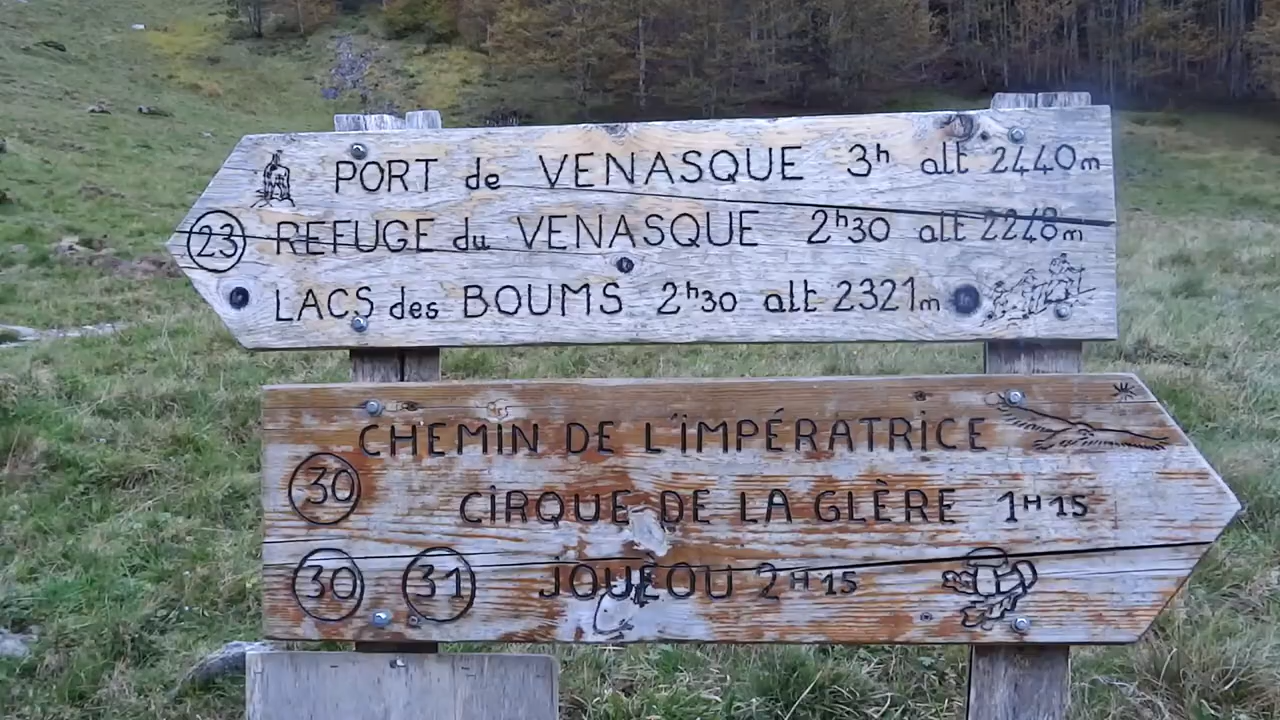 PORT de VENASQUE 3h alt 2440m
23 REFUGE du VENASQUE 2h30 alt 2248m
LACS des BOUMS 2h30 alt 2321m
CHEMIN DE L'IMPÉRATRICE
30 CIRQUE DE LA GLÈRE 1H15
30 31 JOUÈOU 2H15